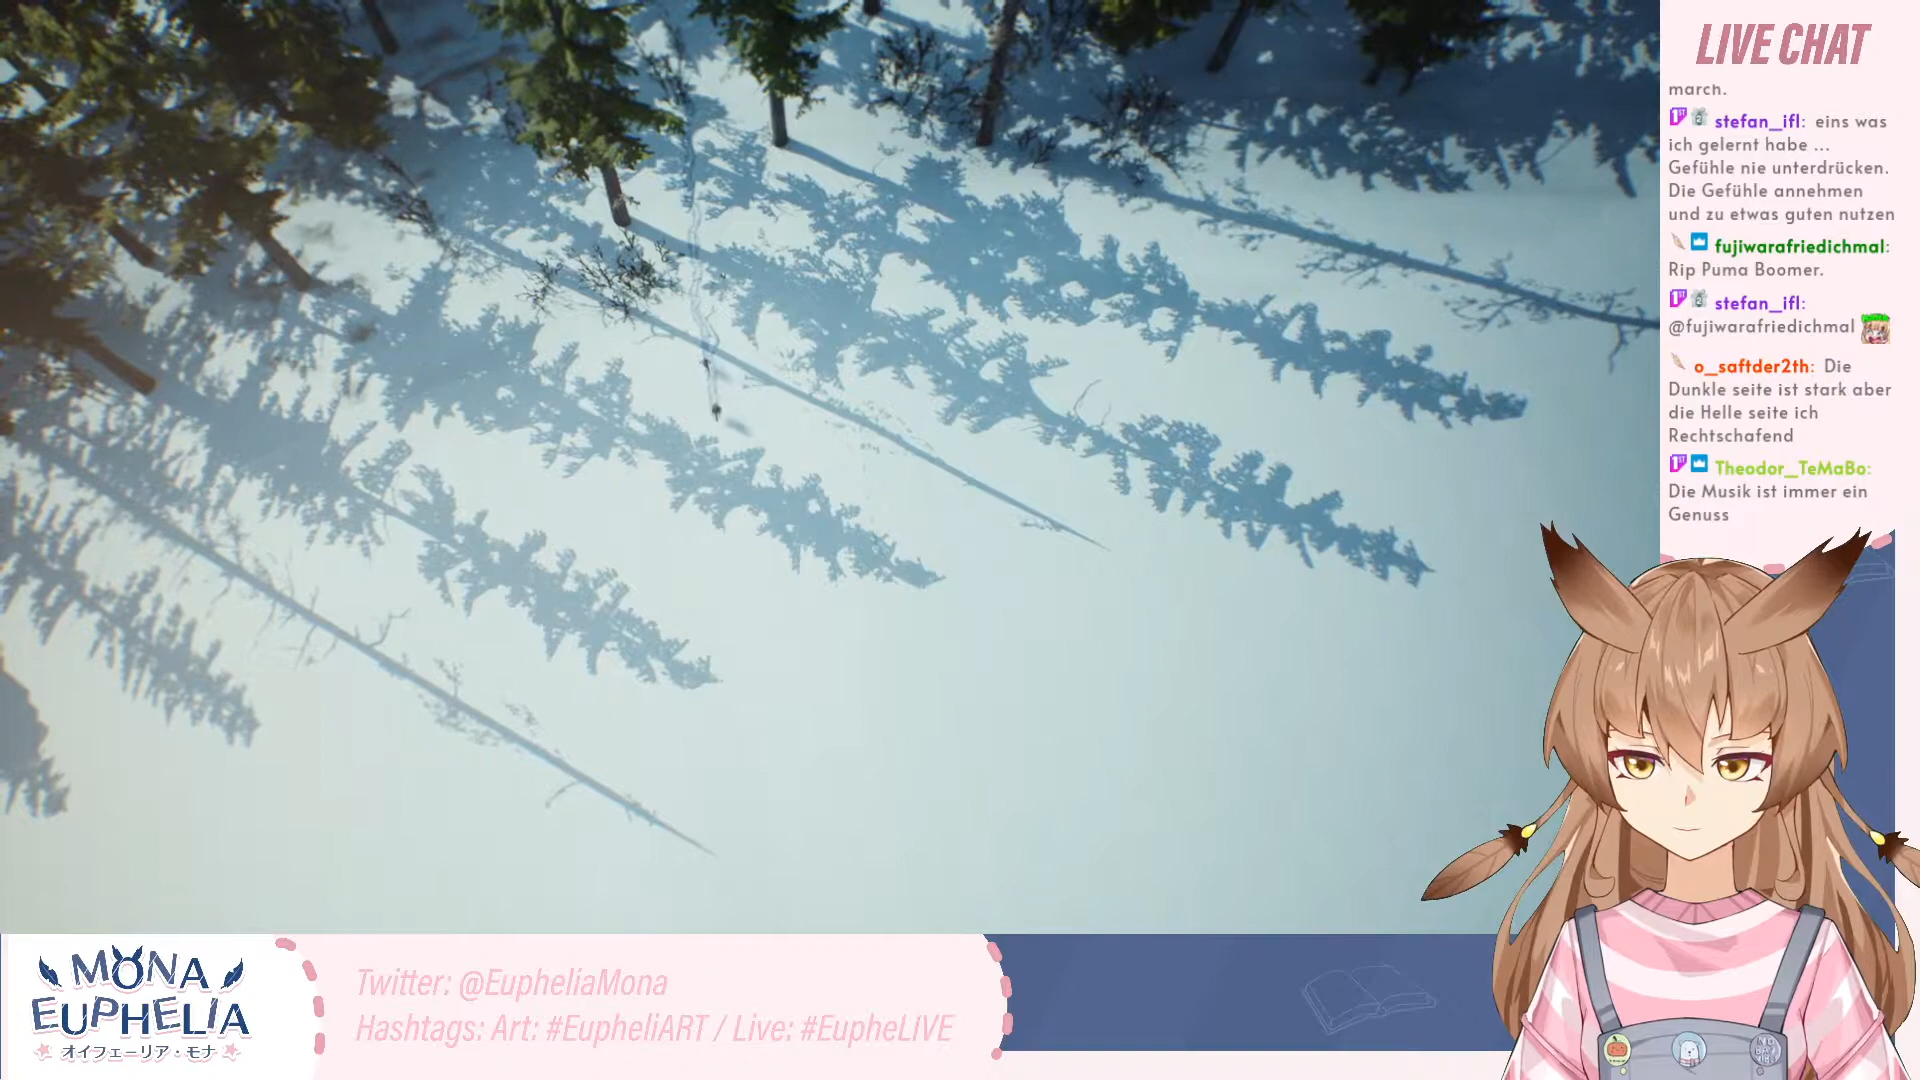 LIVE CHAT
march.
stefan_ifl: eins was
ich gelernt habe ...
Gefühle nie unterdrücken.
Die Gefühle annehmen
und zu etwas guten nutzen
fujiwarafriedichmal:
Rip Puma Boomer.
stefan_ifl:
@fujiwarafriedichmal
o_saftder2th: Die
Dunkle seite ist stark aber
die Helle seite ich
Rechtschafend
Theodor_TeMaBo:
Die Musik ist immer ein
Genuss
MONA
EUPHELIA
オイフェーリア・モナ
Twitter: @EupheliaMona
Hashtags: Art: #EupheliART / Live: #EupheLIVE